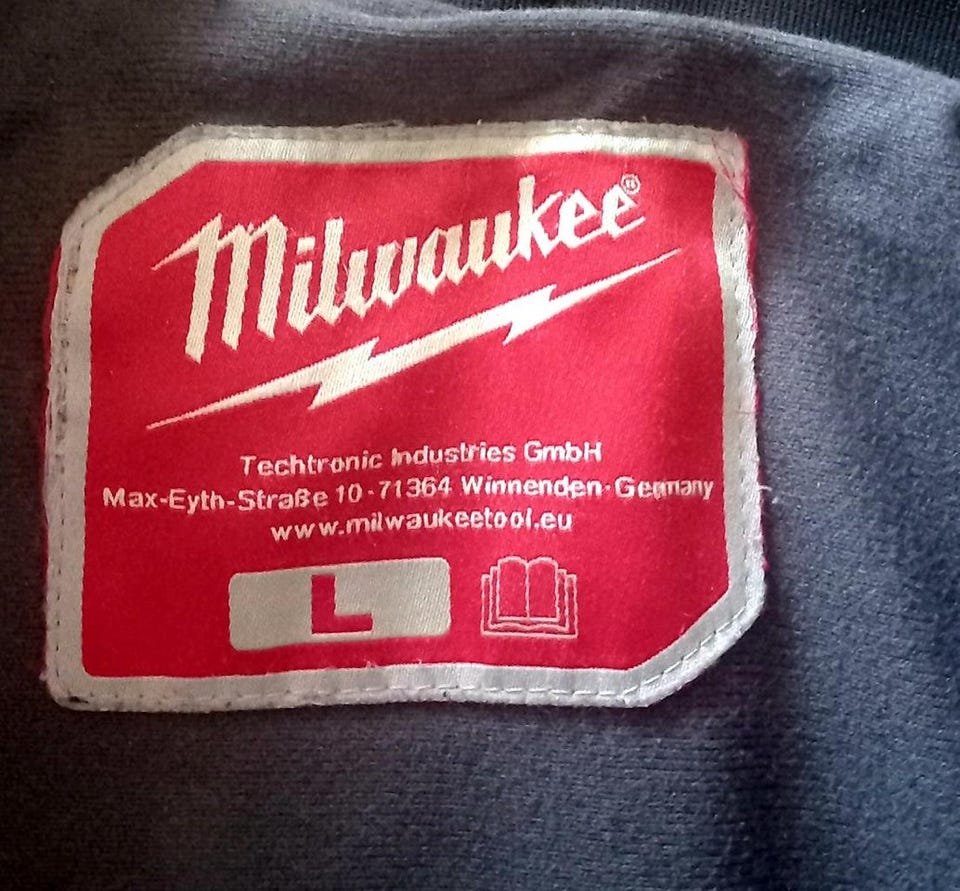 Milwaukee®
Techtronic Industries GmbH
Max-Eyth-Straße 10-71364 Winnenden·Germany
www.milwaukeetool.eu
L